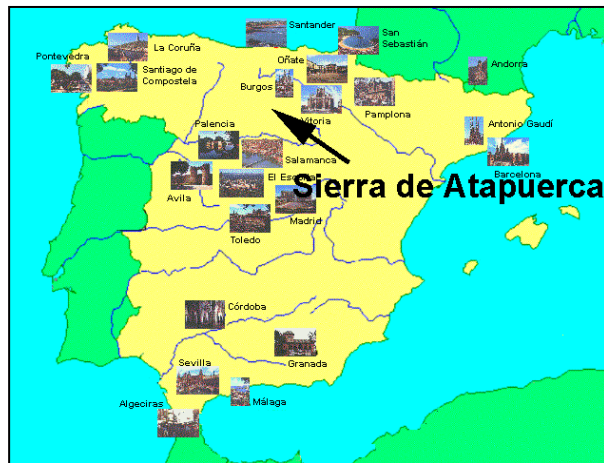 Santander
San
Sebastián
La Coruña
Pontevedra
Oñate
Andorra
Santiago de
Compostela
Burgos
Vitoria
Pamplona
Palencia
Antonio Gaudí
Salamanca
Barcelona
El Escorial
Sierra de Atapuerca
Avila
Madrid
Toledo
Córdoba
Sevilla
Granada
Málaga
Algeciras